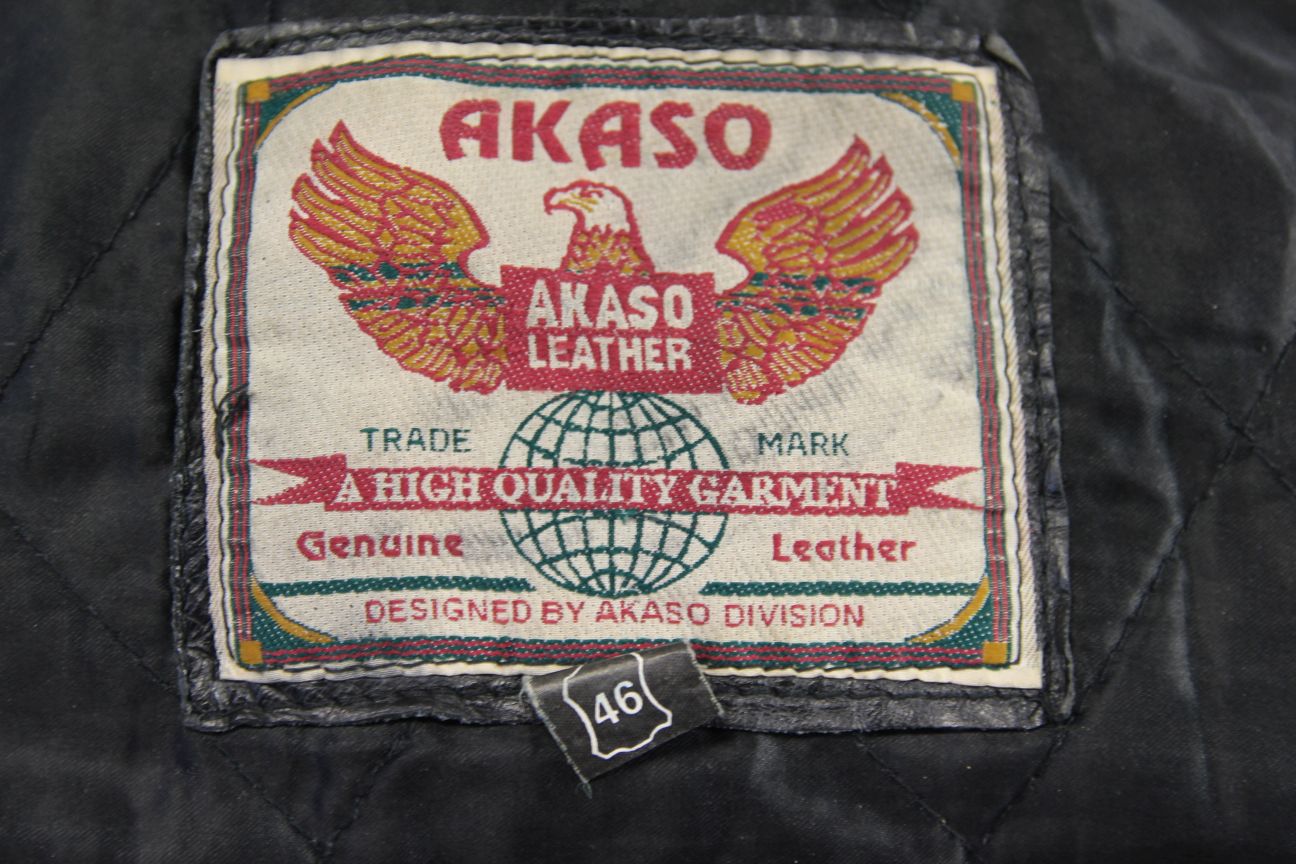 AKASO
AKASO
LEATHER
TRADE MARK
A HIGH QUALITY GARMENT
Genuine Leather
DESIGNED BY AKASO DIVISION
46